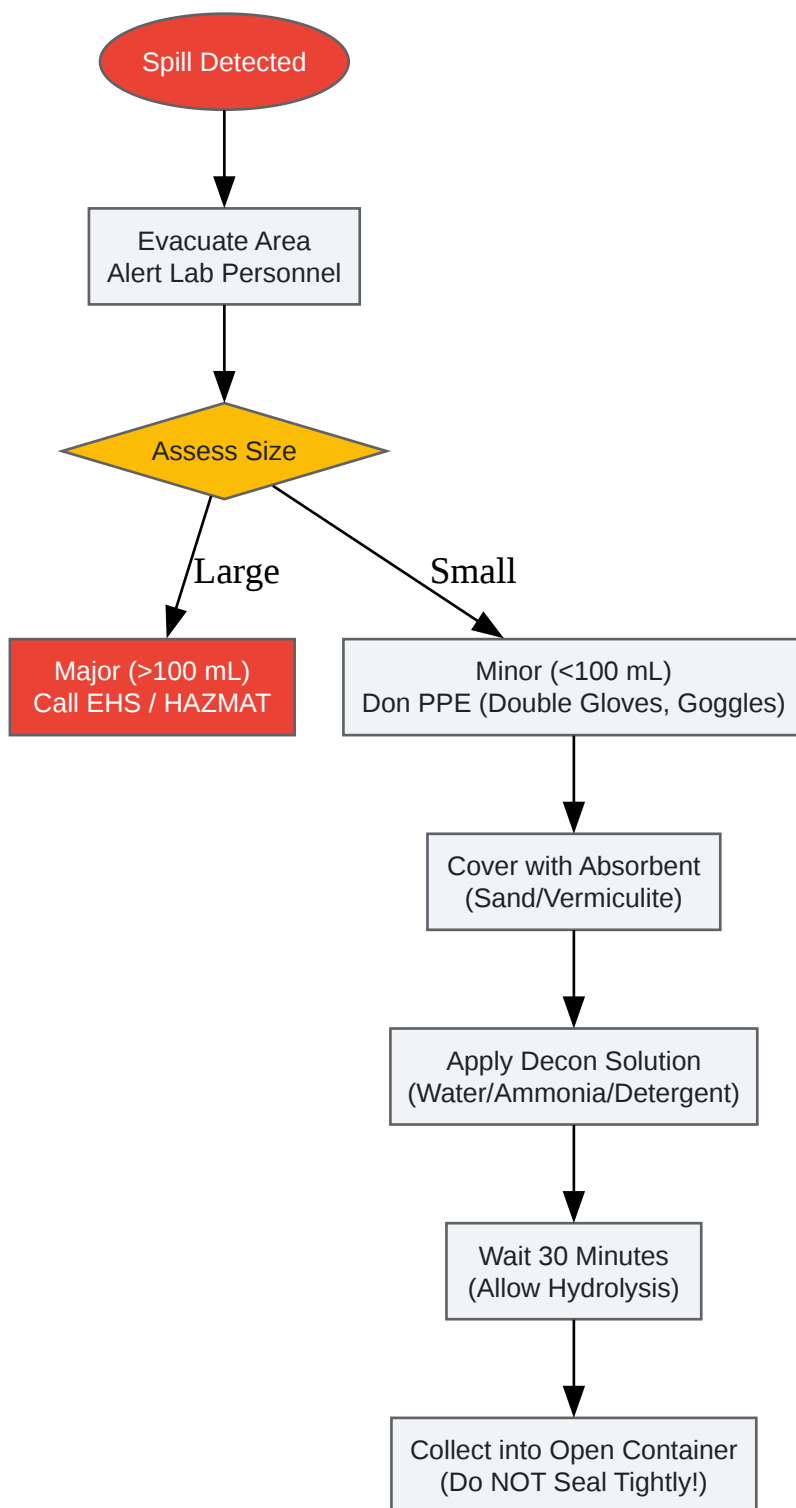 Spill Detected
Evacuate Area
Alert Lab Personnel
Assess Size
Large
Small
Major (>100 mL)
Call EHS / HAZMAT
Minor (<100 mL)
Don PPE (Double Gloves, Goggles)
Cover with Absorbent
(Sand/Vermiculite)
Apply Decon Solution
(Water/Ammonia/Detergent)
Wait 30 Minutes
(Allow Hydrolysis)
Collect into Open Container
(Do NOT Seal Tightly!)